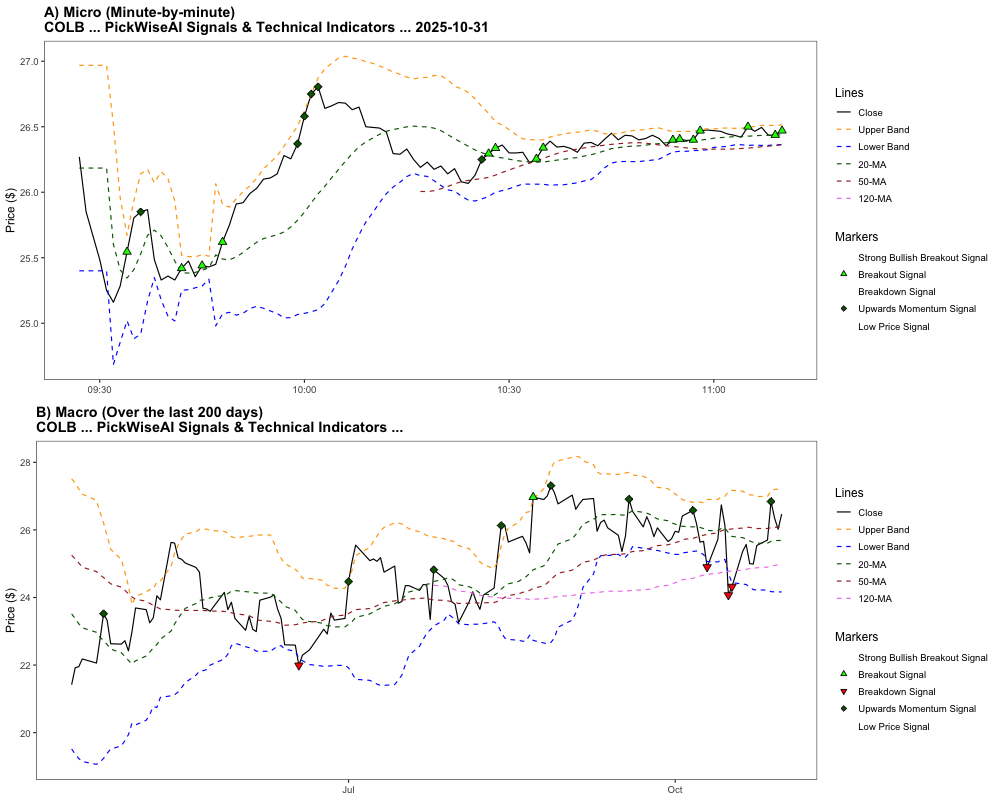 A) Micro (Minute-by-minute)
COLB ... PickWiseAI Signals & Technical Indicators ... 2025-10-31
27.0
26.5
26.0
25.5
25.0
Price ($)
09:30
10:00
10:30
11:00
Lines
Close
Upper Band
Lower Band
20-MA
50-MA
120-MA
Markers
Strong Bullish Breakout Signal
Breakout Signal
Breakdown Signal
Upwards Momentum Signal
Low Price Signal
B) Macro (Over the last 200 days)
COLB ... PickWiseAI Signals & Technical Indicators ...
28
26
24
22
20
Price ($)
Jul
Oct
Lines
Close
Upper Band
Lower Band
20-MA
50-MA
120-MA
Markers
Strong Bullish Breakout Signal
Breakout Signal
Breakdown Signal
Upwards Momentum Signal
Low Price Signal